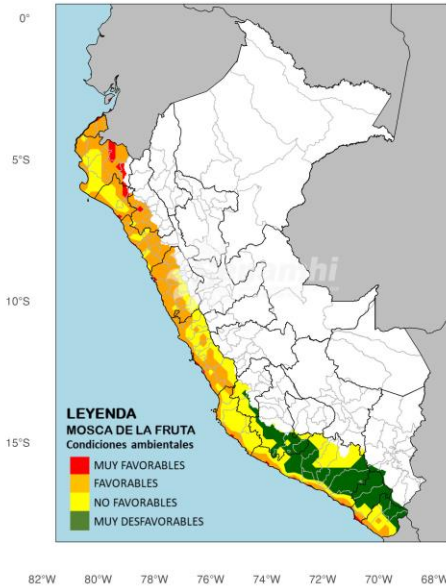 0°
5°S
10°S
15°S
senamhi
LEYENDA
MOSCA DE LA FRUTA
Condiciones ambientales
MUY FAVORABLES
FAVORABLES
NO FAVORABLES
MUY DESFAVORABLES
82°W 80°W 78°W 76°W 74°W 72°W 70°W 68°W